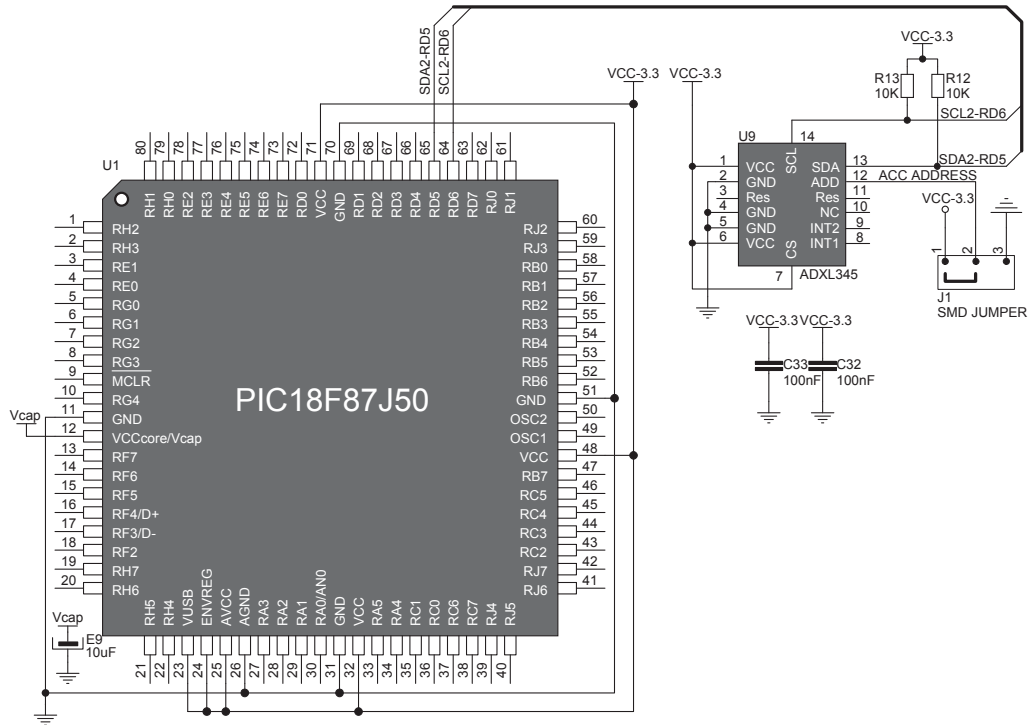 SDA2-RD5
SCL2-RD6
VCC-3.3
VCC-3.3
VCC-3.3
R13
10K
R12
10K
SCL2-RD6
SDA2-RD5
ACC ADDRESS
VCC-3.3
U9
14
SCL
1 VCC
2 GND
3 Res
4 GND
5 GND
6 VCC
SDA 13
ADD 12
Res 11
NC 10
INT2 9
INT1 8
CS
7
ADXL345
1 2 3
J1
SMD JUMPER
VCC-3.3
VCC-3.3
C33
100nF
C32
100nF
U1
80 79 78 77 76 75 74 73 72 71 70 69 68 67 66 65 64 63 62 61
RH1 RH0 RE2 RE3 RE4 RE5 RE6 RE7 RD0 VCC GND RD1 RD2 RD3 RD4 RD5 RD6 RD7 RJ0 RJ1
1 RH2
2 RH3
3 RE1
4 RE0
5 RG0
6 RG1
7 RG2
8 RG3
9 MCLR
10 RG4
11 GND
Vcap
12 VCCcore/Vcap
13 RF7
14 RF6
15 RF5
16 RF4/D+
17 RF3/D-
18 RF2
19 RH7
20 RH6
PIC18F87J50
RJ2 60
RJ3 59
RB0 58
RB1 57
RB2 56
RB3 55
RB4 54
RB5 53
RB6 52
GND 51
OSC2 50
OSC1 49
VCC 48
RB7 47
RC5 46
RC4 45
RC3 44
RC2 43
RJ7 42
RJ6 41
RH5 RH4 VUSB ENVREG AVCC AGND RA3 RA2 RA1 RA0/AN0 GND VCC RA5 RA4 RC1 RC0 RC6 RC7 RJ4 RJ5
21 22 23 24 25 26 27 28 29 30 31 32 33 34 35 36 37 38 39 40
Vcap
E9
10uF